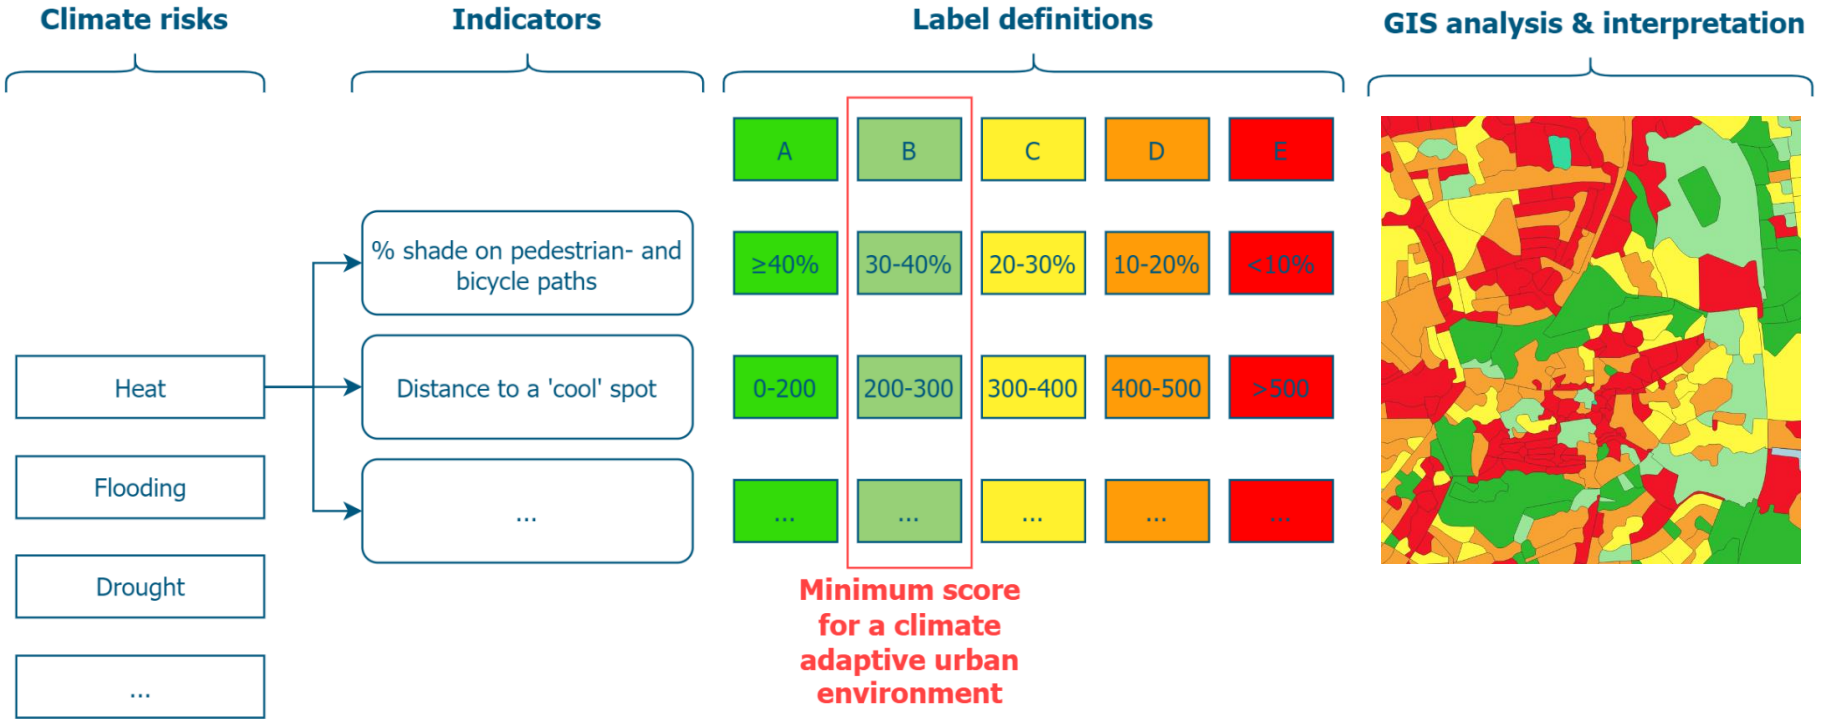 Climate risks
Indicators
Label definitions
GIS analysis & interpretation
A
B
C
D
E
% shade on pedestrian- and
bicycle paths
≥40%
30-40%
20-30%
10-20%
<10%
Heat
Distance to a 'cool' spot
0-200
200-300
300-400
400-500
>500
Flooding
...
...
...
...
...
...
Drought
...
Minimum score
for a climate
adaptive urban
environment